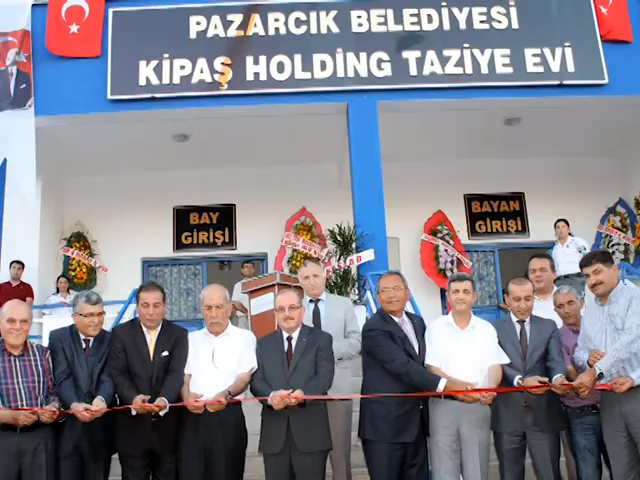 PAZARCIK BELEDİYESİ
KİPAŞ HOLDİNG TAZİYE EVİ
BAY
GİRİŞİ
BAYAN
GİRİŞİ